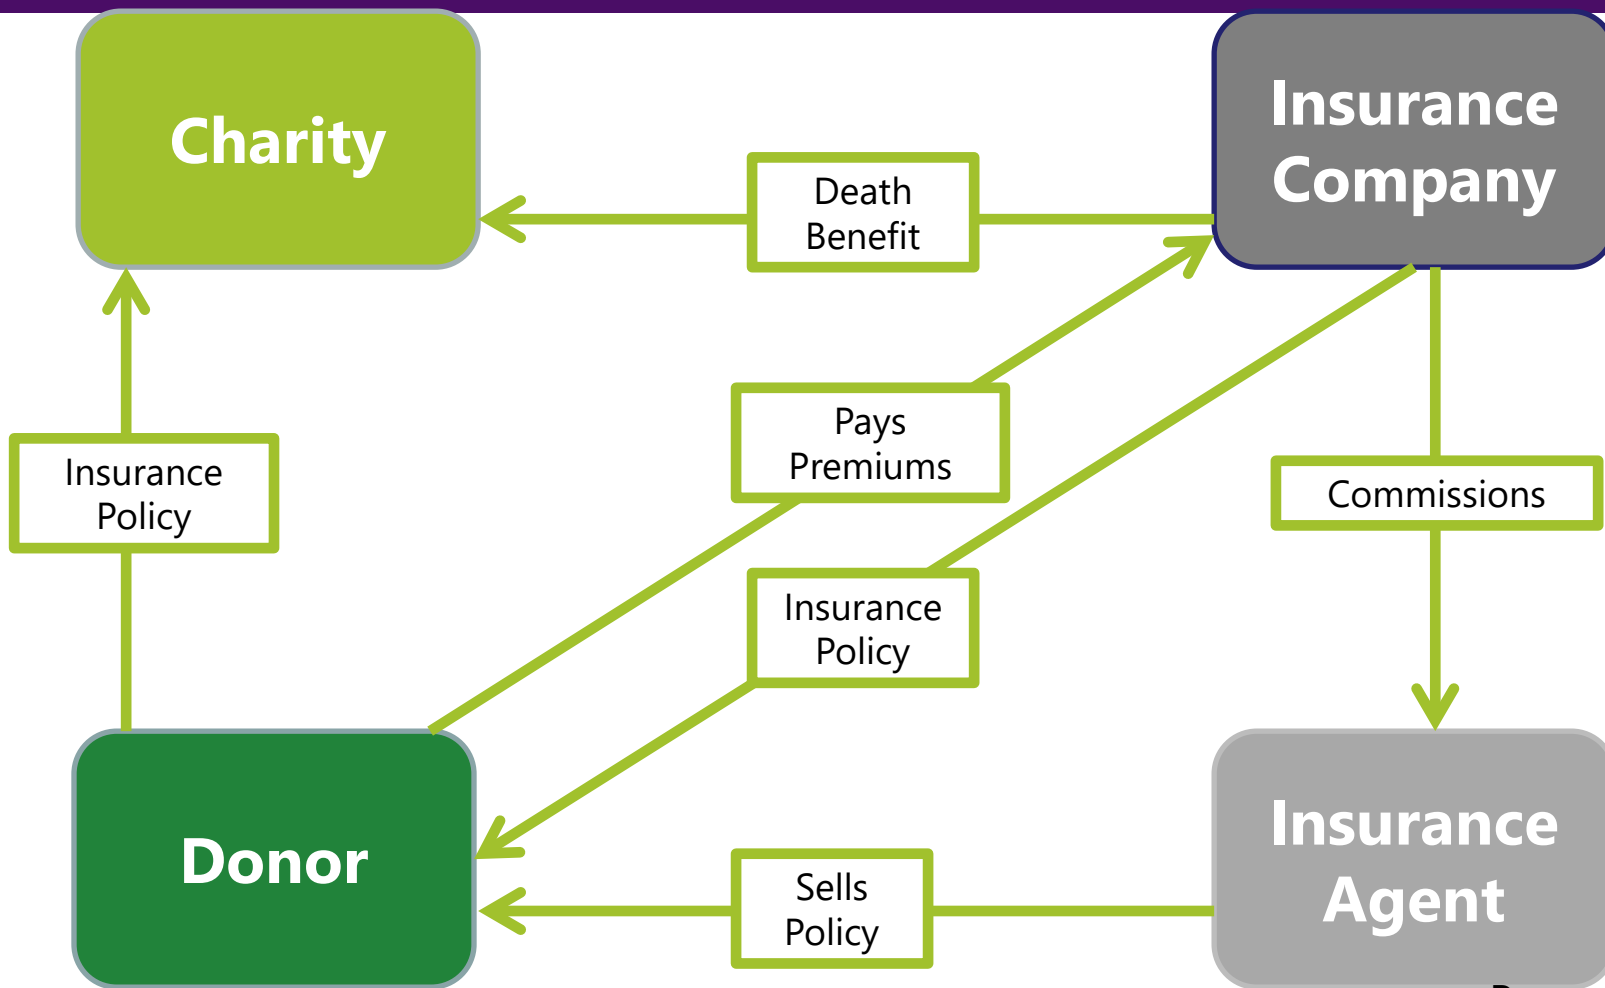 Charity
Insurance
Company
Death
Benefit
Pays
Premiums
Insurance
Policy
Commissions
Insurance
Policy
Donor
Sells
Policy
Insurance
Agent